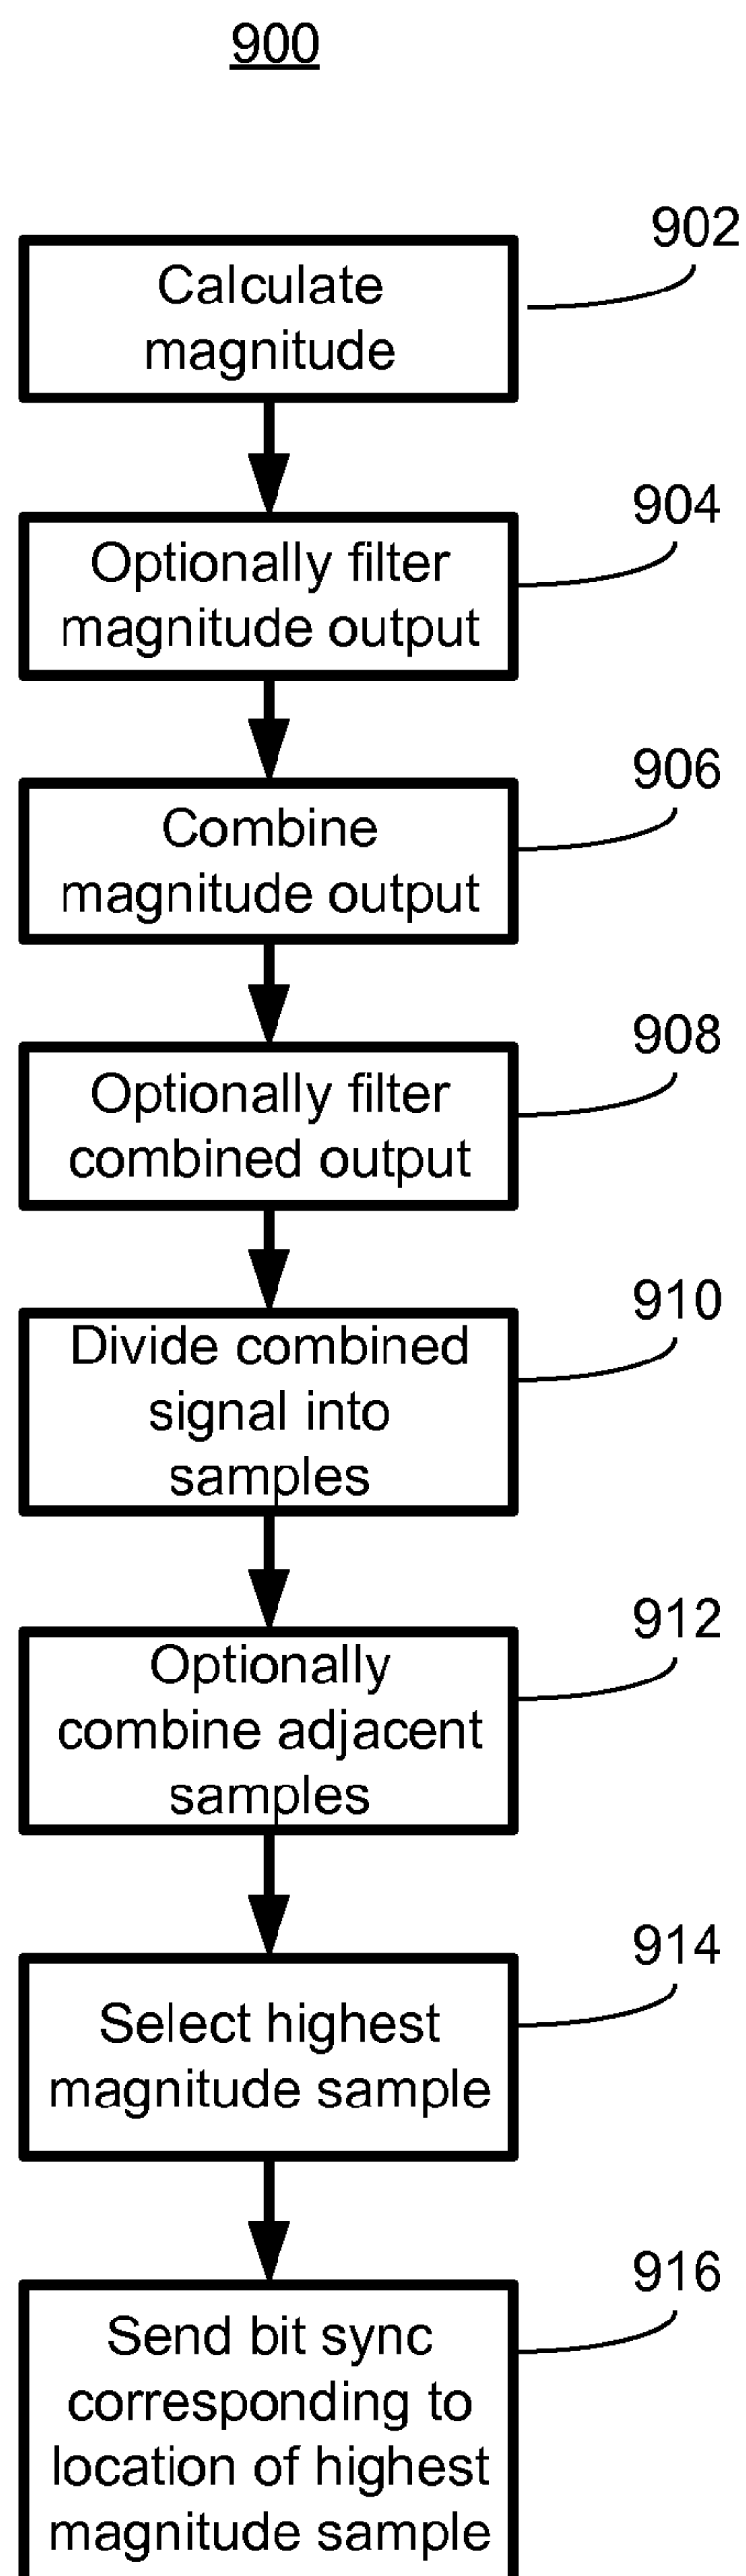 900
902
Calculate
magnitude
904
Optionally filter
magnitude output
906
Combine
magnitude output
908
Optionally filter
combined output
910
Divide combined
signal into
samples
912
Optionally
combine adjacent
samples
914
Select highest
magnitude sample
916
Send bit sync
corresponding to
location of highest
magnitude sample